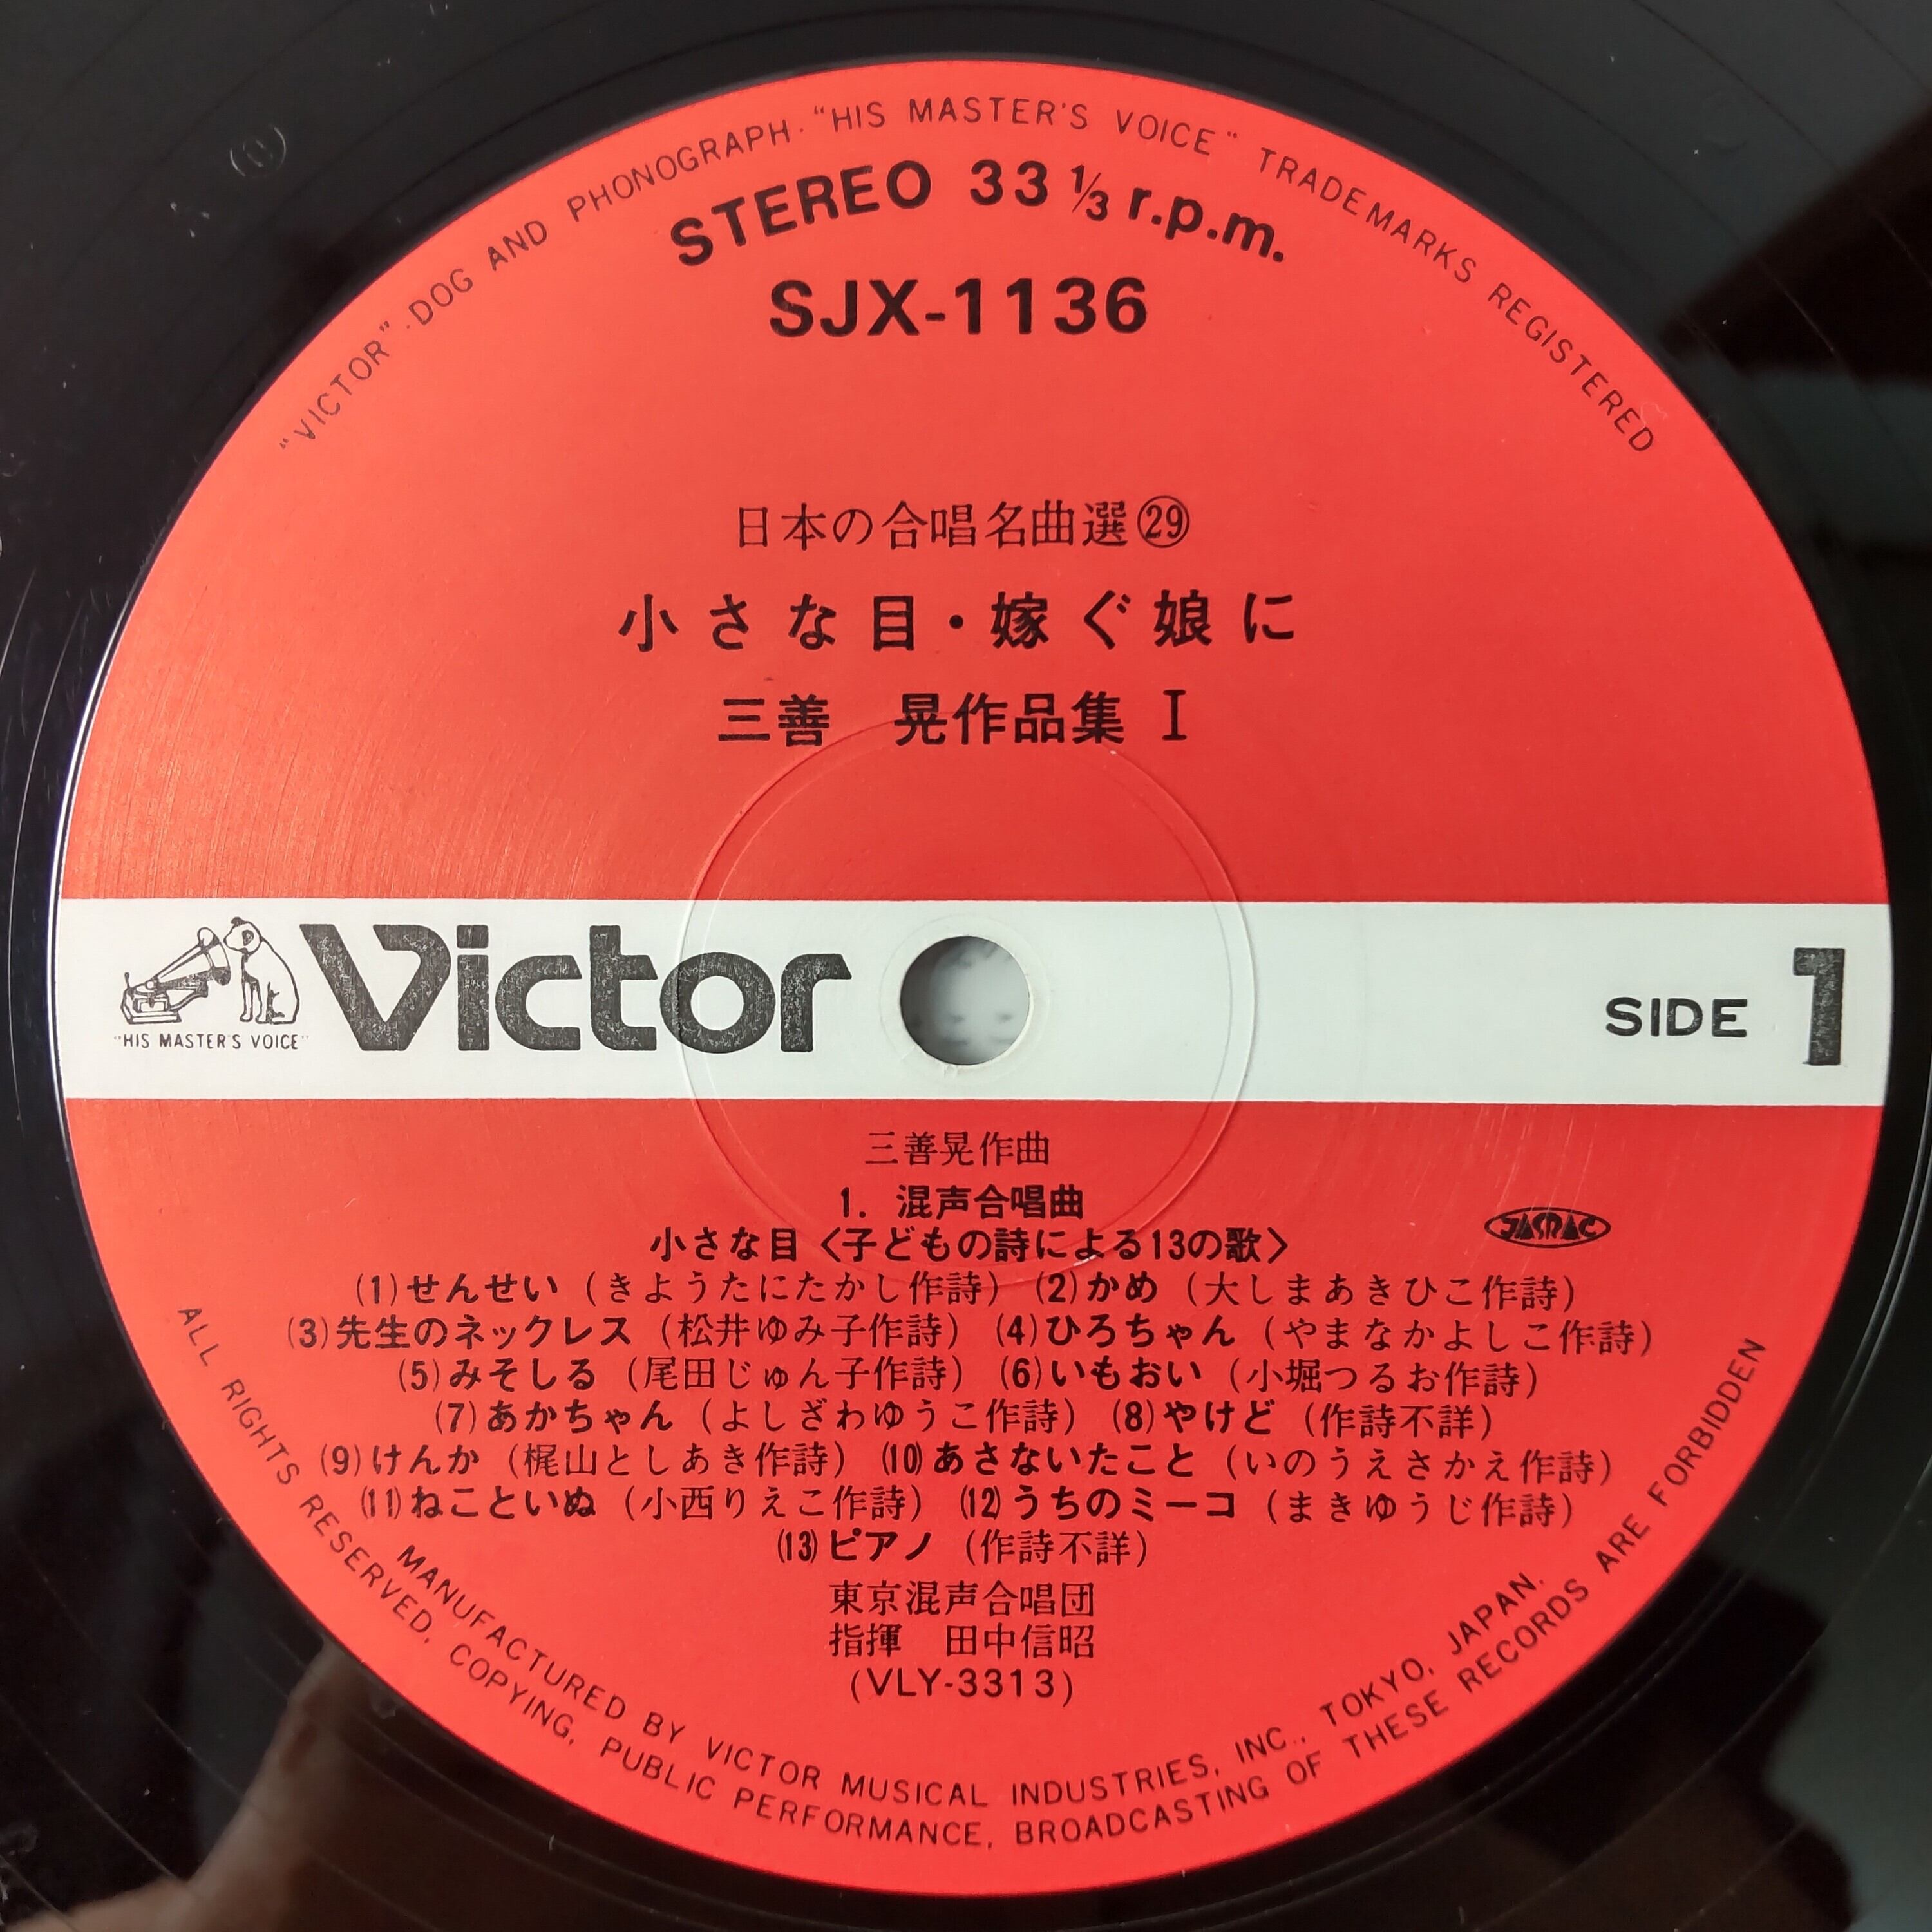 "VICTOR"·DOG AND PHONOGRAPH·"HIS MASTER'S VOICE" TRADEMARKS REGISTERED
STEREO 33 ⅓ r.p.m.
SJX-1136
日本の合唱名曲選㉙
小さな目・嫁ぐ娘に
三善 晃作品集 I
"HIS MASTER'S VOICE"
Victor
SIDE 1
三善晃作曲
1. 混声合唱曲
小さな目〈子どもの詩による13の歌〉
JASRAC
(1)せんせい (きようたにたかし作詩) (2)かめ (大しまあきひこ作詩)
(3)先生のネックレス (松井ゆみ子作詩) (4)ひろちゃん (やまなかよしこ作詩)
(5)みそしる (尾田じゅん子作詩) (6)いもおい (小堀つるお作詩)
(7)あかちゃん (よしざわゆうこ作詩) (8)やけど (作詩不詳)
(9)けんか (梶山としあき作詩) (10)あさないたこと (いのうえさかえ作詩)
(11)ねこといぬ (小西りえこ作詩) (12)うちのミーコ (まきゆうじ作詩)
(13)ピアノ (作詩不詳)
東京混声合唱団
指揮 田中信昭
(VLY-3313)
MANUFACTURED BY VICTOR MUSICAL INDUSTRIES, INC., TOKYO, JAPAN.
ALL RIGHTS RESERVED, COPYING, PUBLIC PERFORMANCE, BROADCASTING OF THESE RECORDS ARE FORBIDDEN